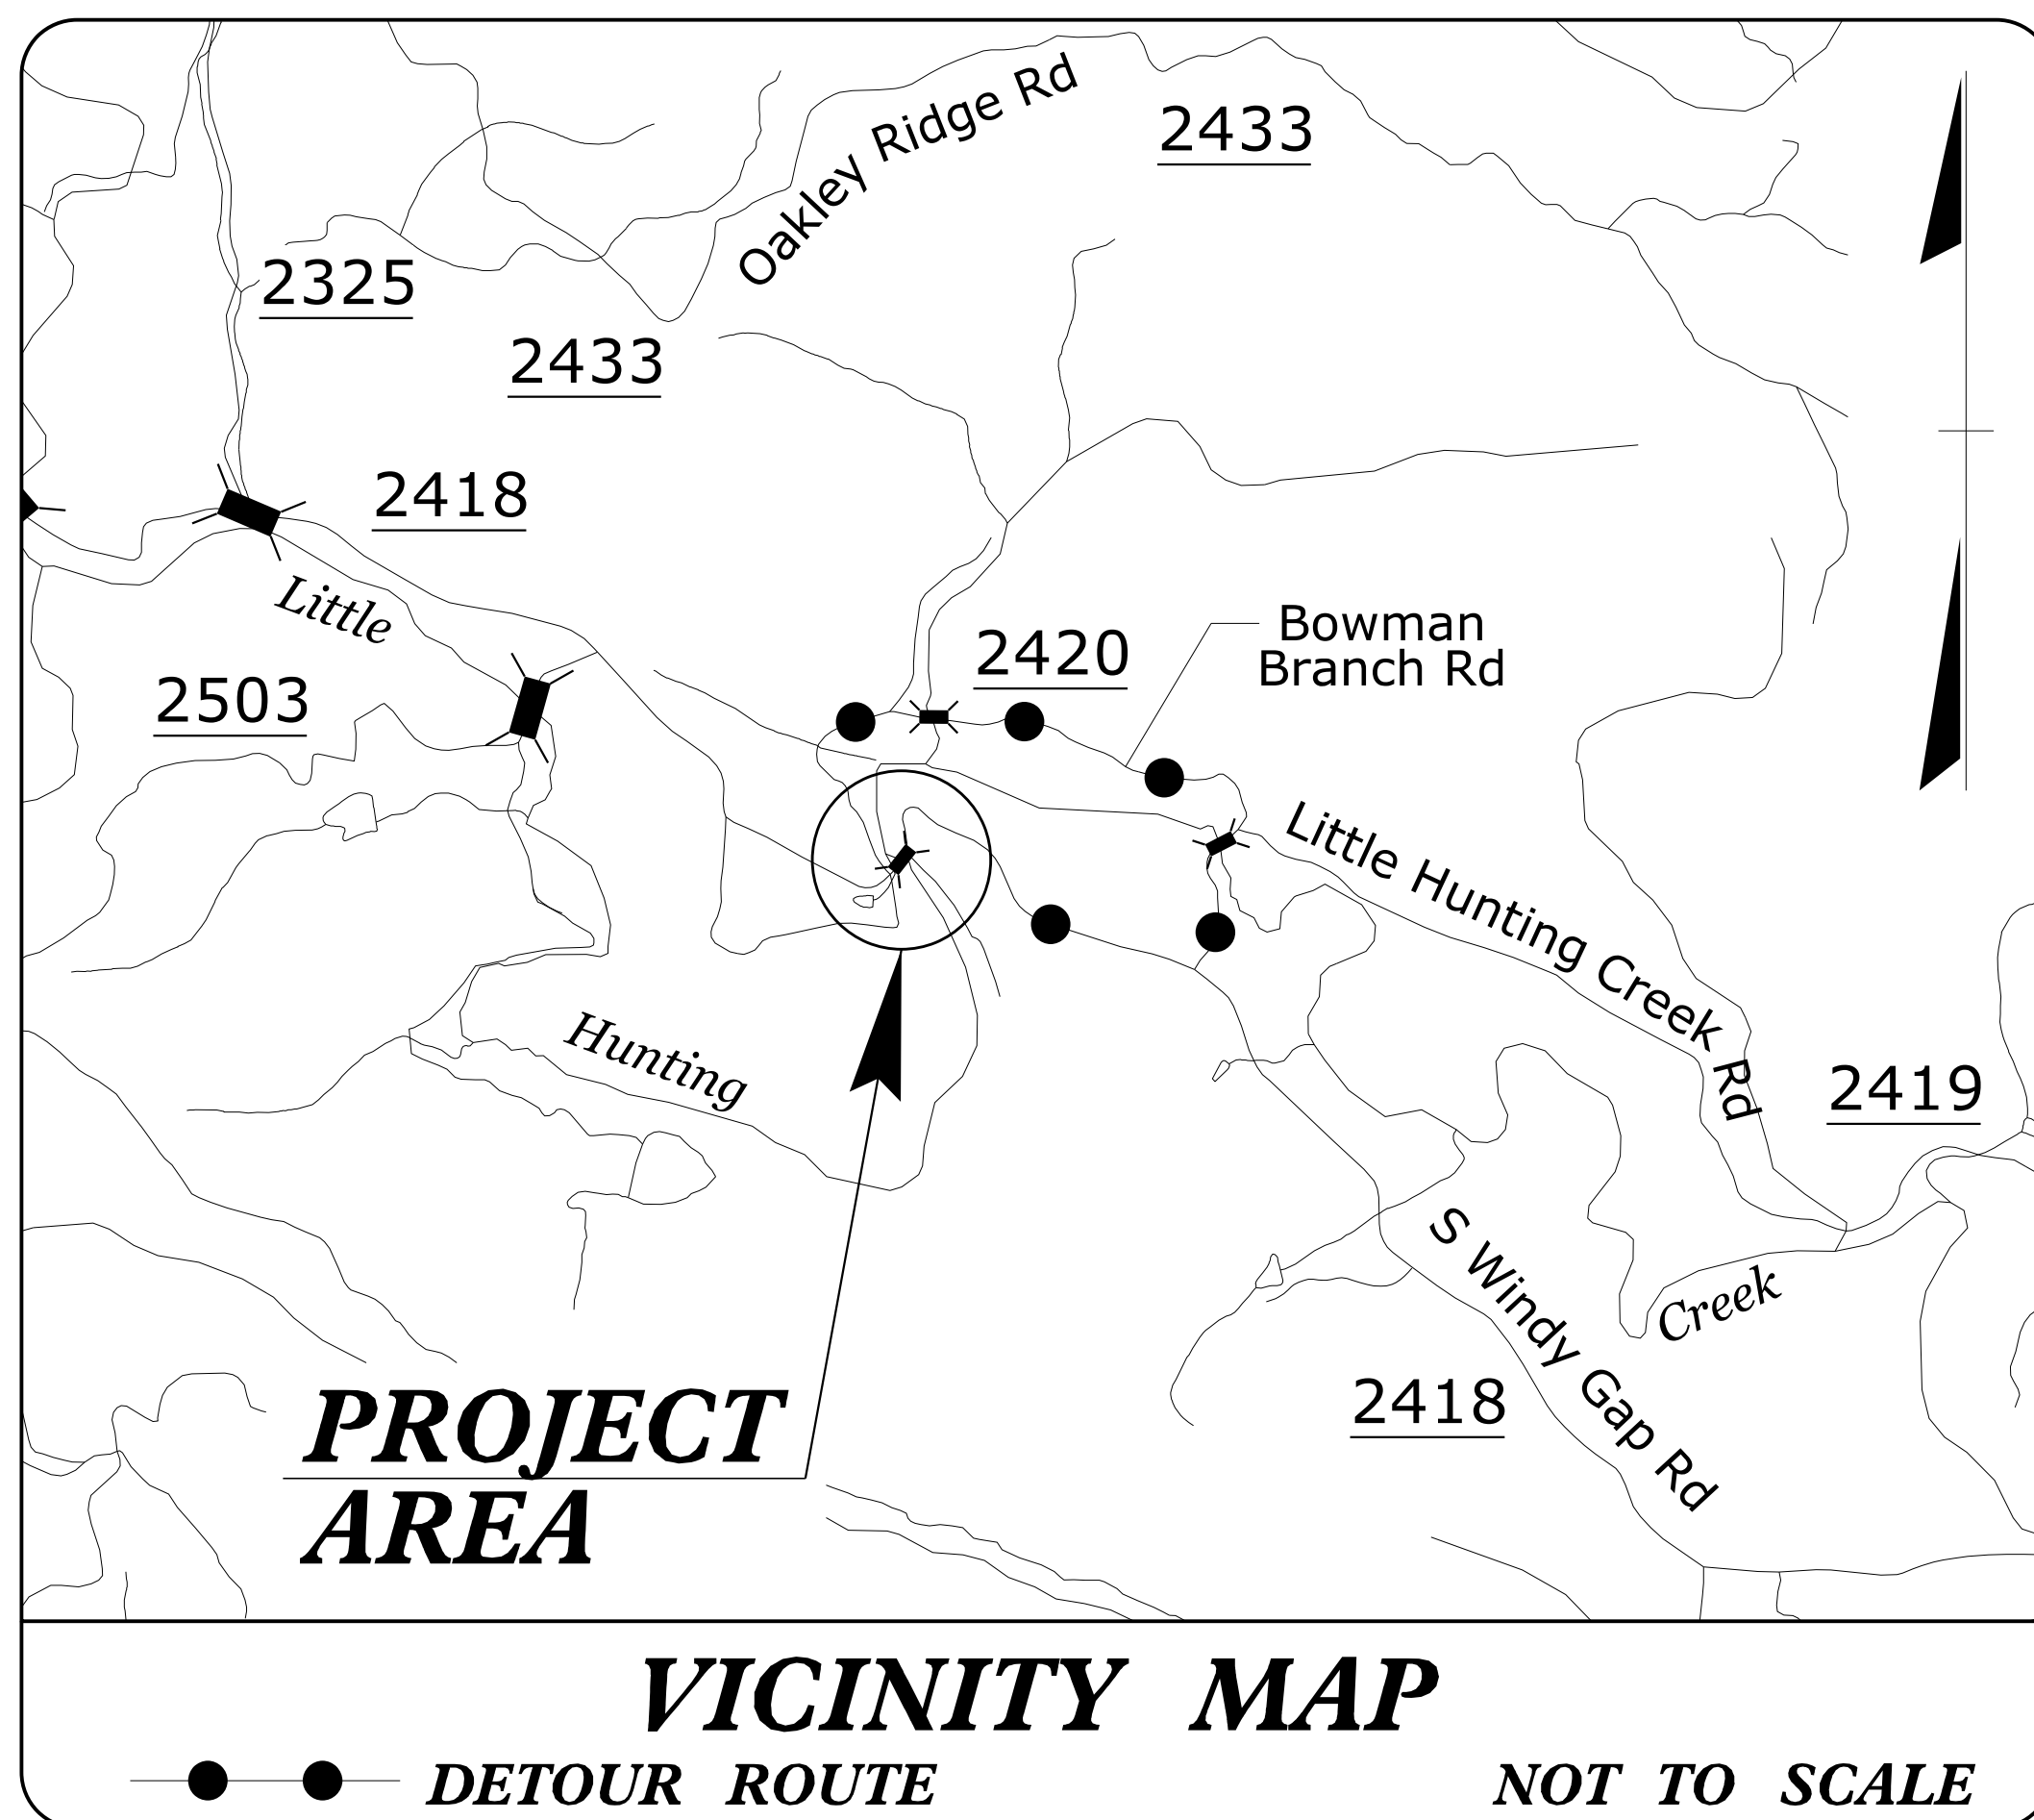 Oakley Ridge Rd
2433
2325
2433
2418
Little
2503
2420
Bowman
Branch Rd
Little Hunting Creek Rd
Hunting
2419
S Windy Gap Rd
Creek
2418
PROJECT
AREA
VICINITY MAP
DETOUR ROUTE
NOT TO SCALE